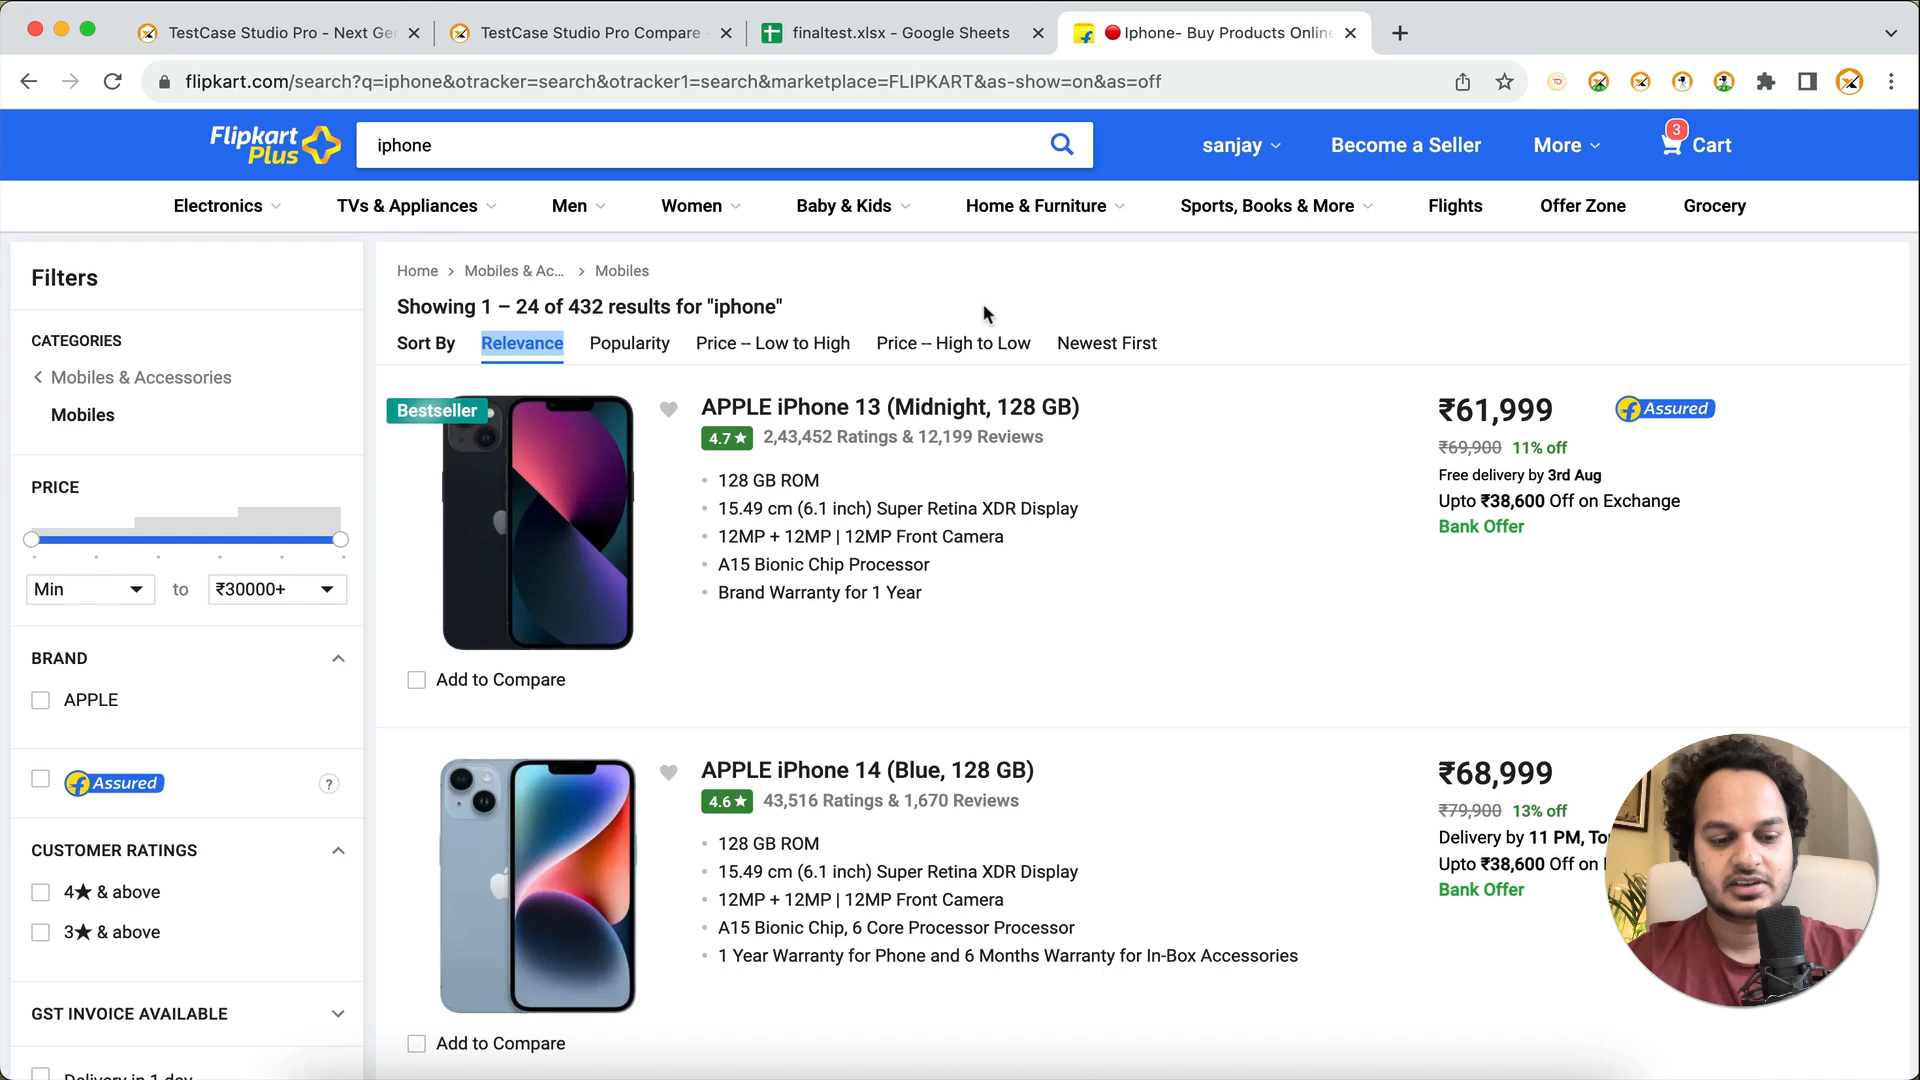 TestCase Studio Pro - Next Ge
TestCase Studio Pro Compare
finaltest.xlsx - Google Sheets
Iphone- Buy Products Online
flipkart.com/search?q=iphone&otracker=search&otracker1=search&marketplace=FLIPKART&as-show=on&as=off
Flipkart
Plus
iphone
sanjay
Become a Seller
More
3
Cart
Electronics
TVs & Appliances
Men
Women
Baby & Kids
Home & Furniture
Sports, Books & More
Flights
Offer Zone
Grocery
Filters
CATEGORIES
Mobiles & Accessories
Mobiles
PRICE
Min
to
₹30000+
BRAND
APPLE
Assured
?
CUSTOMER RATINGS
4★ & above
3★ & above
GST INVOICE AVAILABLE
Delivery in 1 day
Home > Mobiles & Ac... > Mobiles
Showing 1 – 24 of 432 results for "iphone"
Sort By
Relevance
Popularity
Price -- Low to High
Price -- High to Low
Newest First
Bestseller
APPLE iPhone 13 (Midnight, 128 GB)
4.7★ 2,43,452 Ratings & 12,199 Reviews
128 GB ROM
15.49 cm (6.1 inch) Super Retina XDR Display
12MP + 12MP | 12MP Front Camera
A15 Bionic Chip Processor
Brand Warranty for 1 Year
₹61,999
Assured
₹69,900 11% off
Free delivery by 3rd Aug
Upto ₹38,600 Off on Exchange
Bank Offer
Add to Compare
APPLE iPhone 14 (Blue, 128 GB)
4.6★ 43,516 Ratings & 1,670 Reviews
128 GB ROM
15.49 cm (6.1 inch) Super Retina XDR Display
12MP + 12MP | 12MP Front Camera
A15 Bionic Chip, 6 Core Processor Processor
1 Year Warranty for Phone and 6 Months Warranty for In-Box Accessories
₹68,999
₹79,900 13% off
Delivery by 11 PM, To
Upto ₹38,600 Off on
Bank Offer
Add to Compare